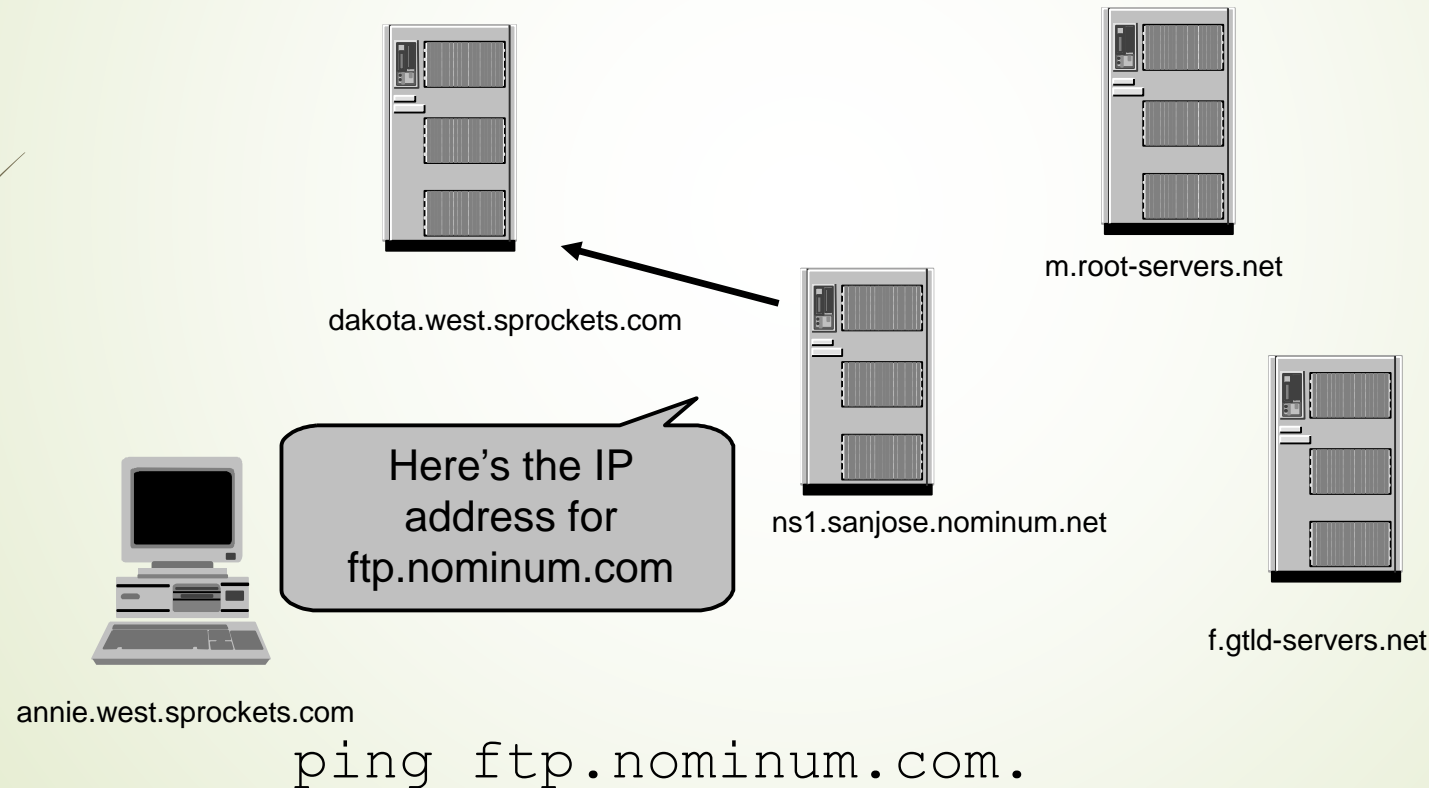 m.root-servers.net
dakota.west.sprockets.com
Here’s the IP
address for
ftp.nominum.com
ns1.sanjose.nominum.net
f.gtld-servers.net
annie.west.sprockets.com
ping ftp.nominum.com.